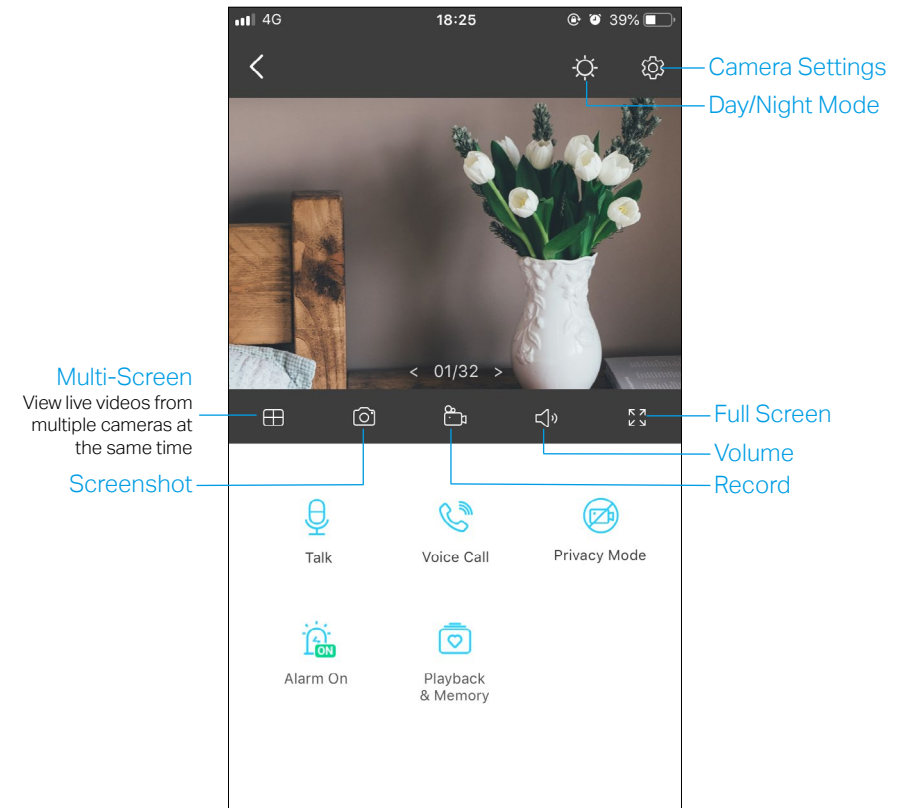 4G
18:25
39%
Camera Settings
Day/Night Mode
< 01/32 >
Multi-Screen
View live videos from
multiple cameras at
the same time
Screenshot
Full Screen
Volume
Record
Talk
Voice Call
Privacy Mode
ON
Alarm On
Playback
& Memory